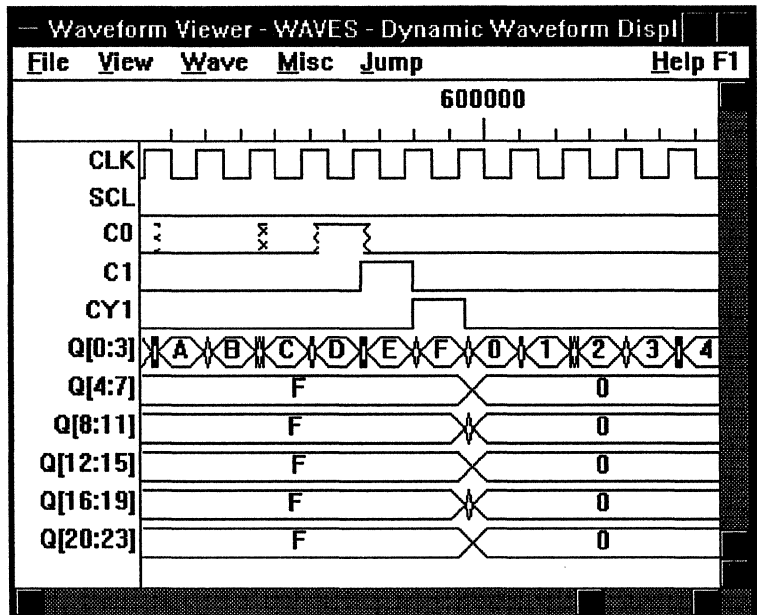 Waveform Viewer - WAVES - Dynamic Waveform Displ
File View Wave Misc Jump Help F1
600000
CLK
SCL
C0
C1
CY1
Q[0:3] A B C D E F 0 1 2 3 4
Q[4:7] F 0
Q[8:11] F 0
Q[12:15] F 0
Q[16:19] F 0
Q[20:23] F 0